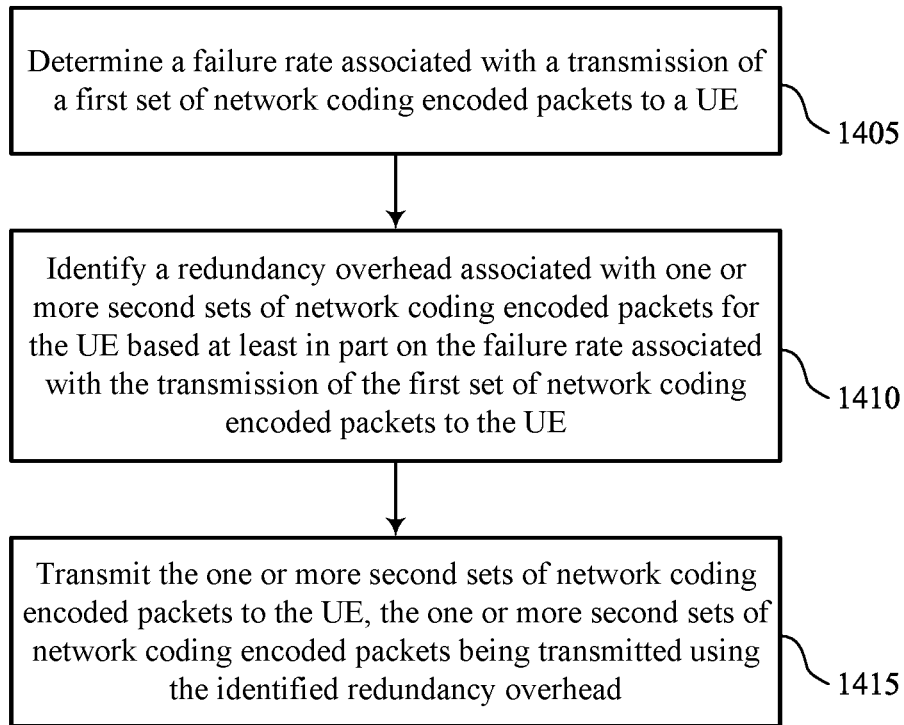 Determine a failure rate associated with a transmission of
a first set of network coding encoded packets to a UE
1405
Identify a redundancy overhead associated with one or
more second sets of network coding encoded packets for
the UE based at least in part on the failure rate associated
with the transmission of the first set of network coding
encoded packets to the UE
1410
Transmit the one or more second sets of network coding
encoded packets to the UE, the one or more second sets of
network coding encoded packets being transmitted using
the identified redundancy overhead
1415